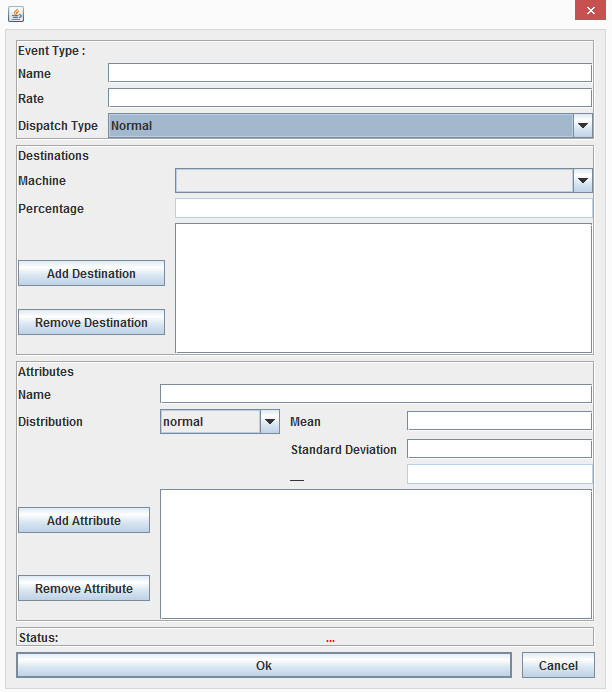 Event Type :
Name
Rate
Dispatch Type Normal
Destinations
Machine
Percentage
Add Destination
Remove Destination
Attributes
Name
Distribution normal Mean
Standard Deviation
__
Add Attribute
Remove Attribute
Status: ...
Ok Cancel